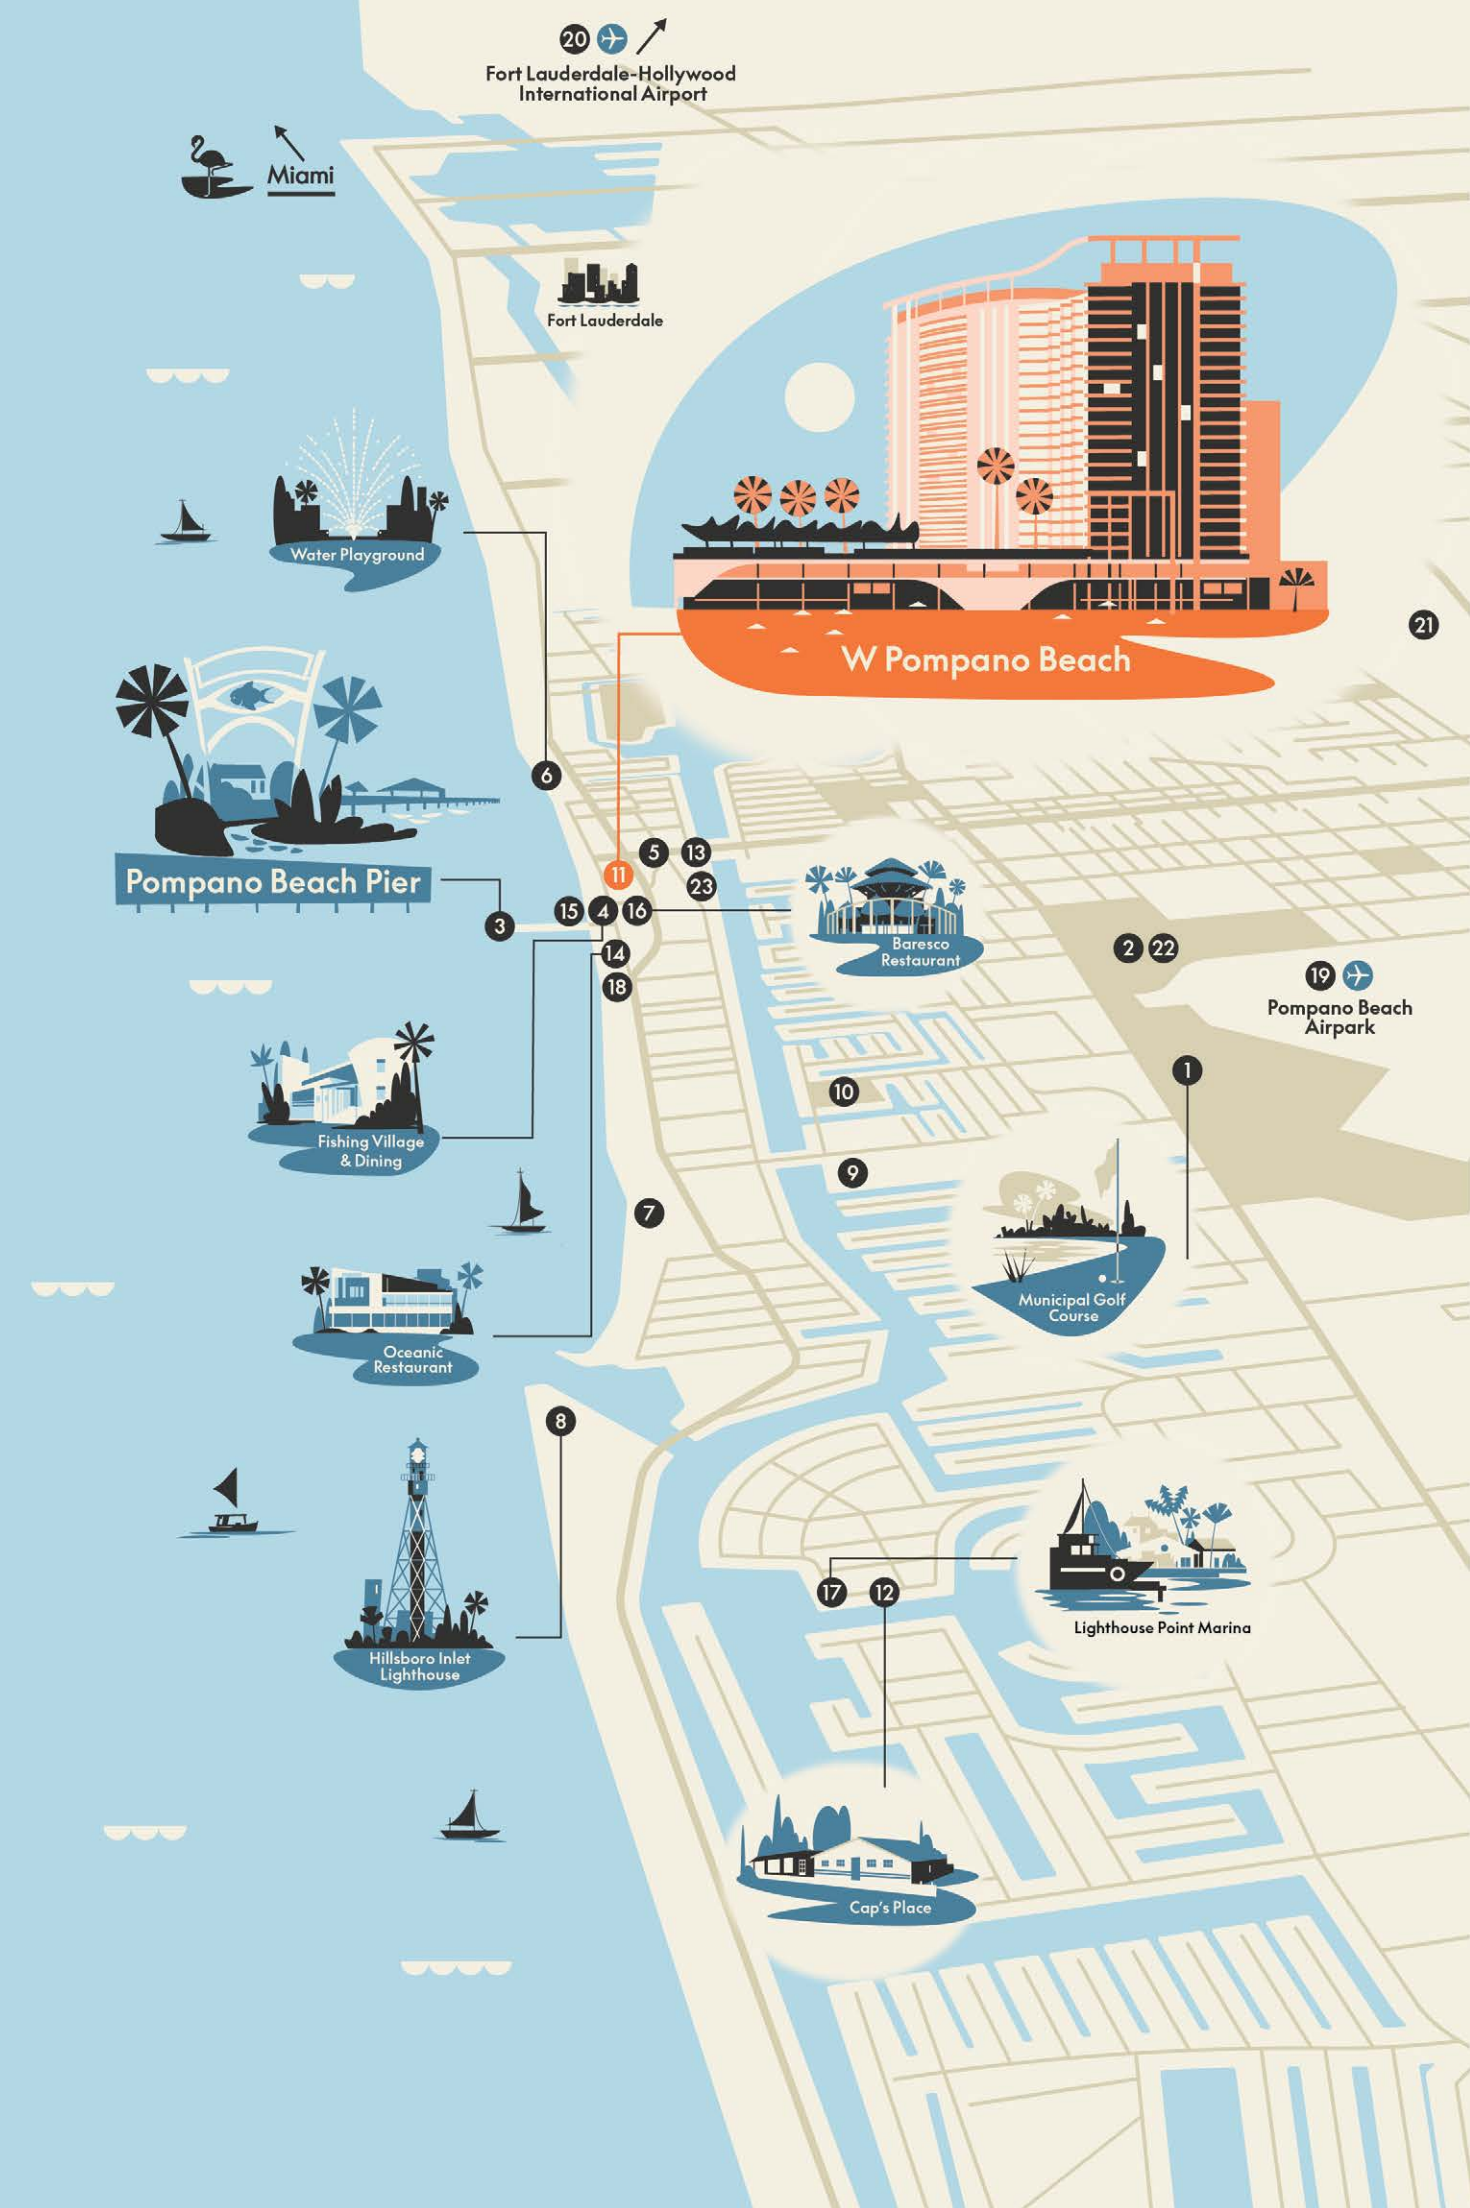 20
Fort Lauderdale-Hollywood
International Airport
Miami
Fort Lauderdale
Water Playground
W Pompano Beach
21
6
Pompano Beach Pier
5 13
11
23
3
15 4 16
Baresco
Restaurant
14
18
2 22
19
Pompano Beach
Airpark
1
10
Fishing Village
& Dining
9
7
Municipal Golf
Course
Oceanic
Restaurant
8
17 12
Lighthouse Point Marina
Hillsboro Inlet
Lighthouse
Cap's Place